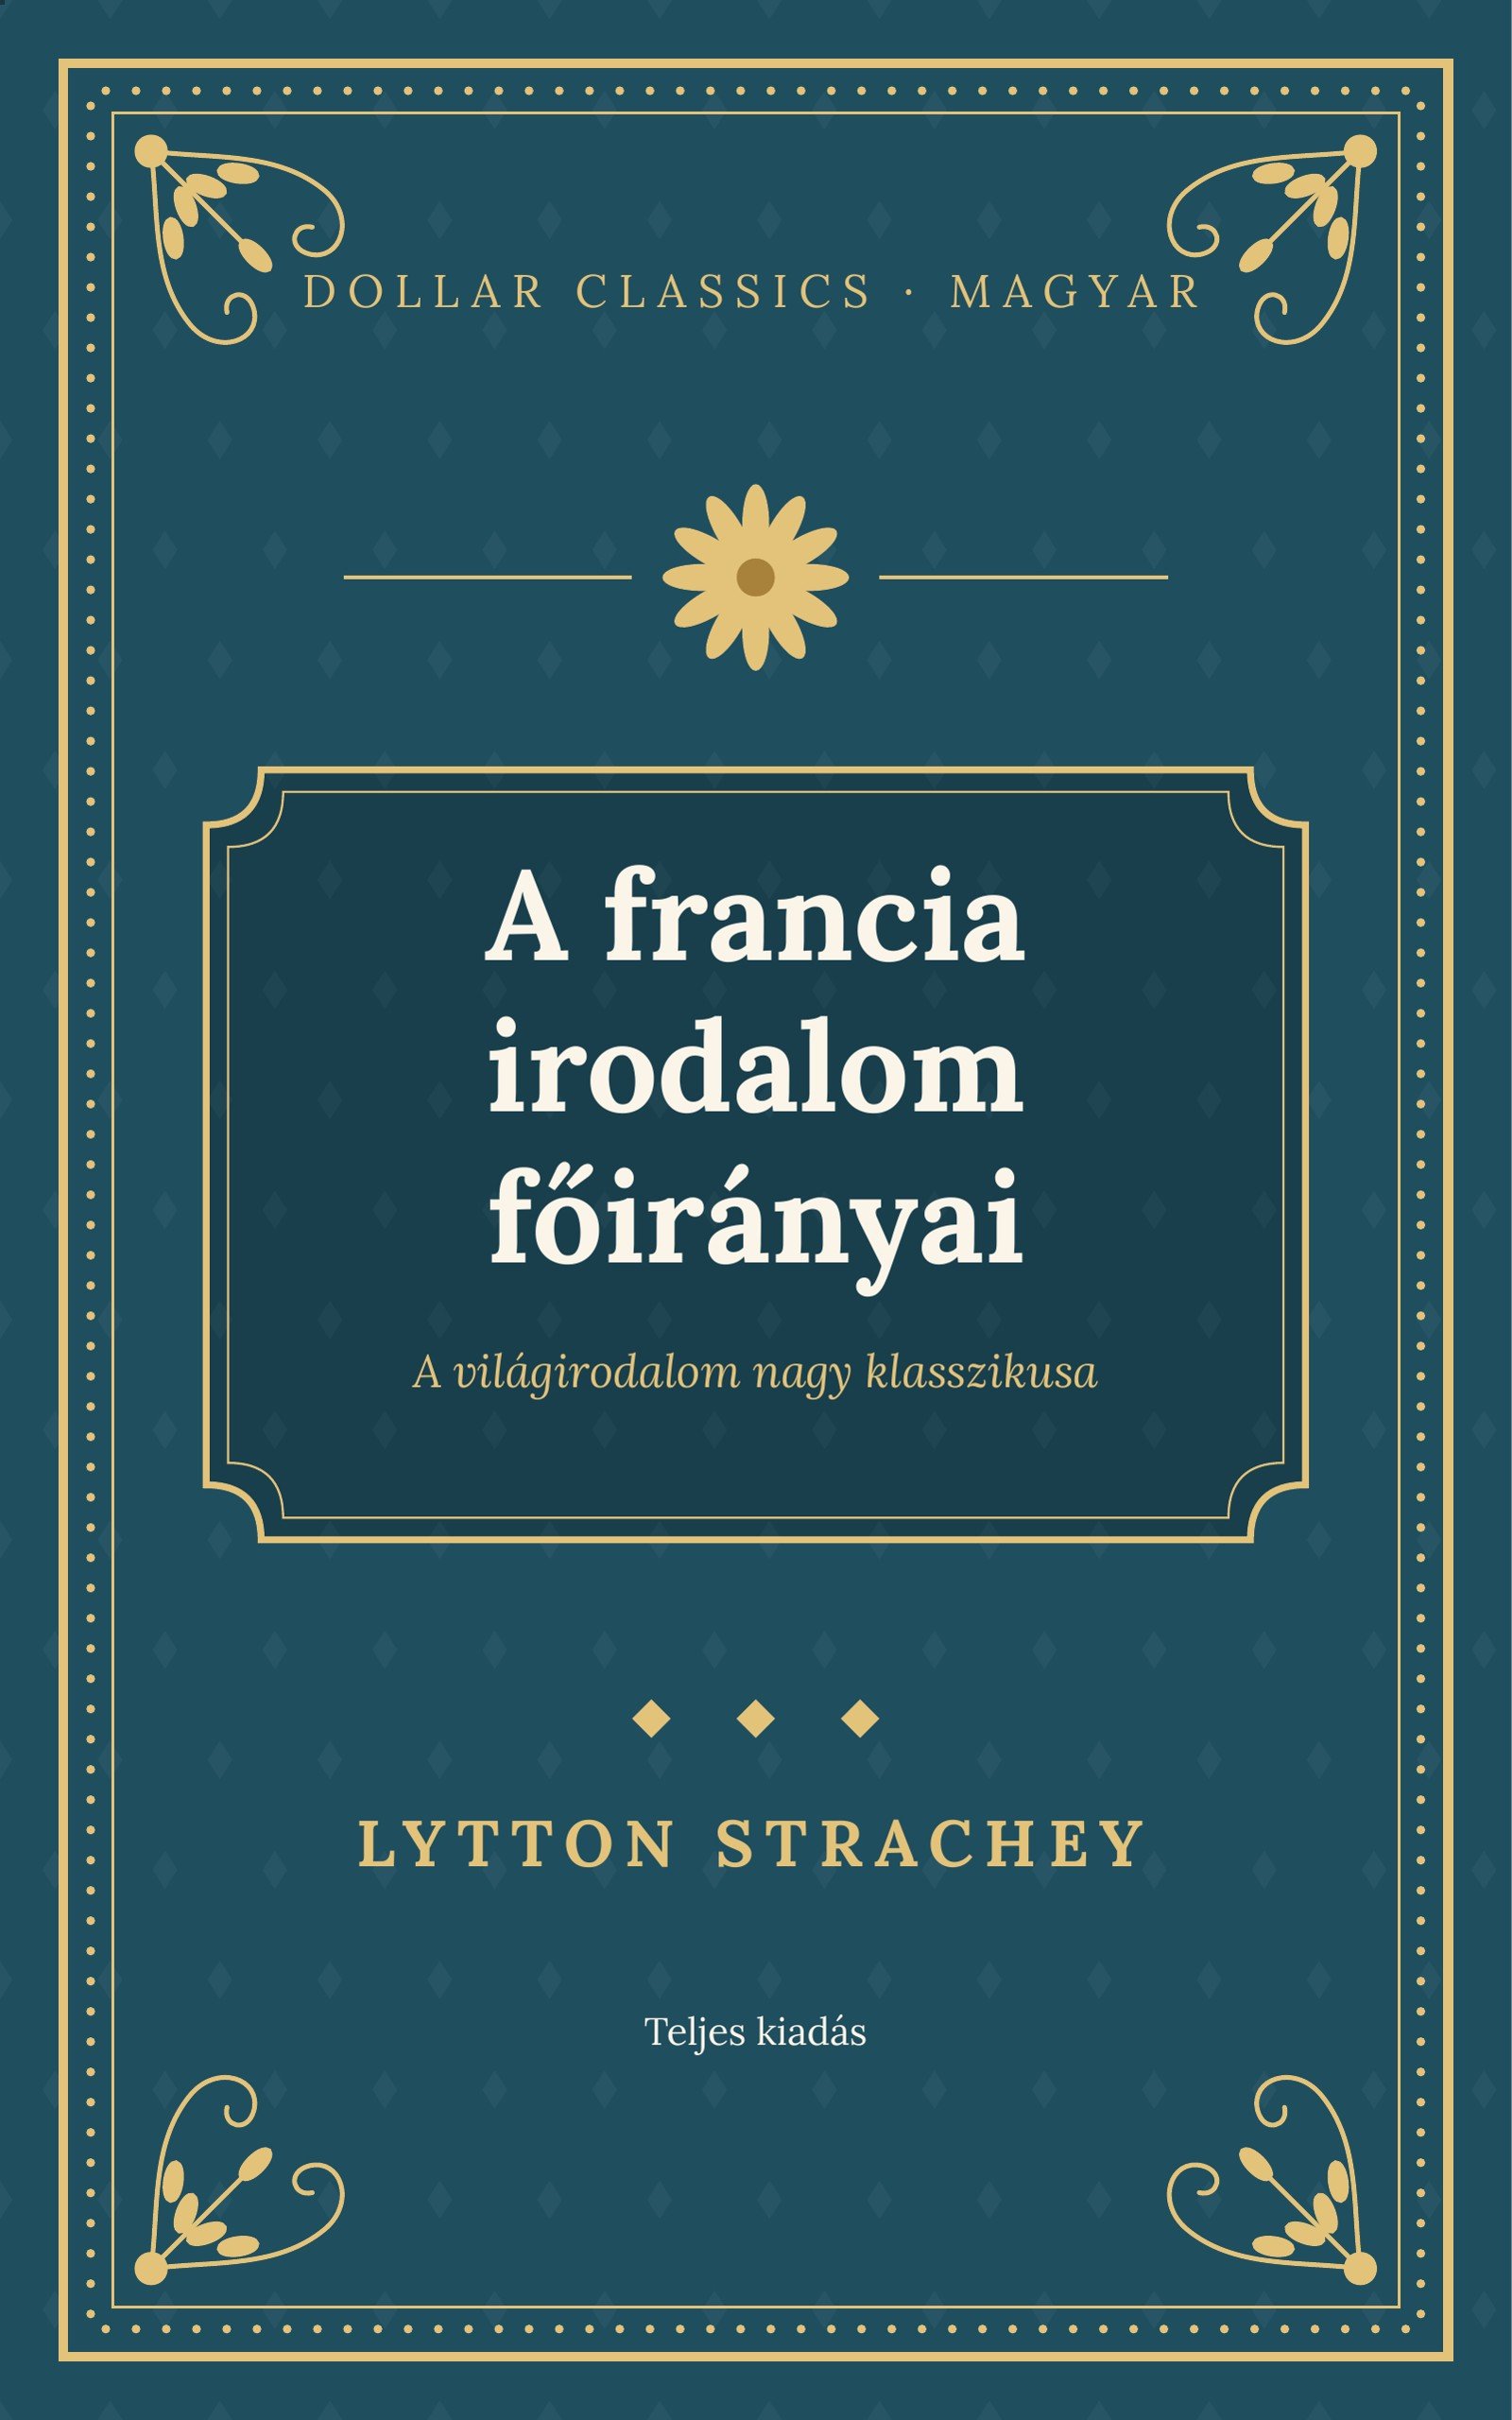 DOLLAR CLASSICS · MAGYAR
A francia
irodalom
főirányai
A világirodalom nagy klasszikusa
LYTTON STRACHEY
Teljes kiadás